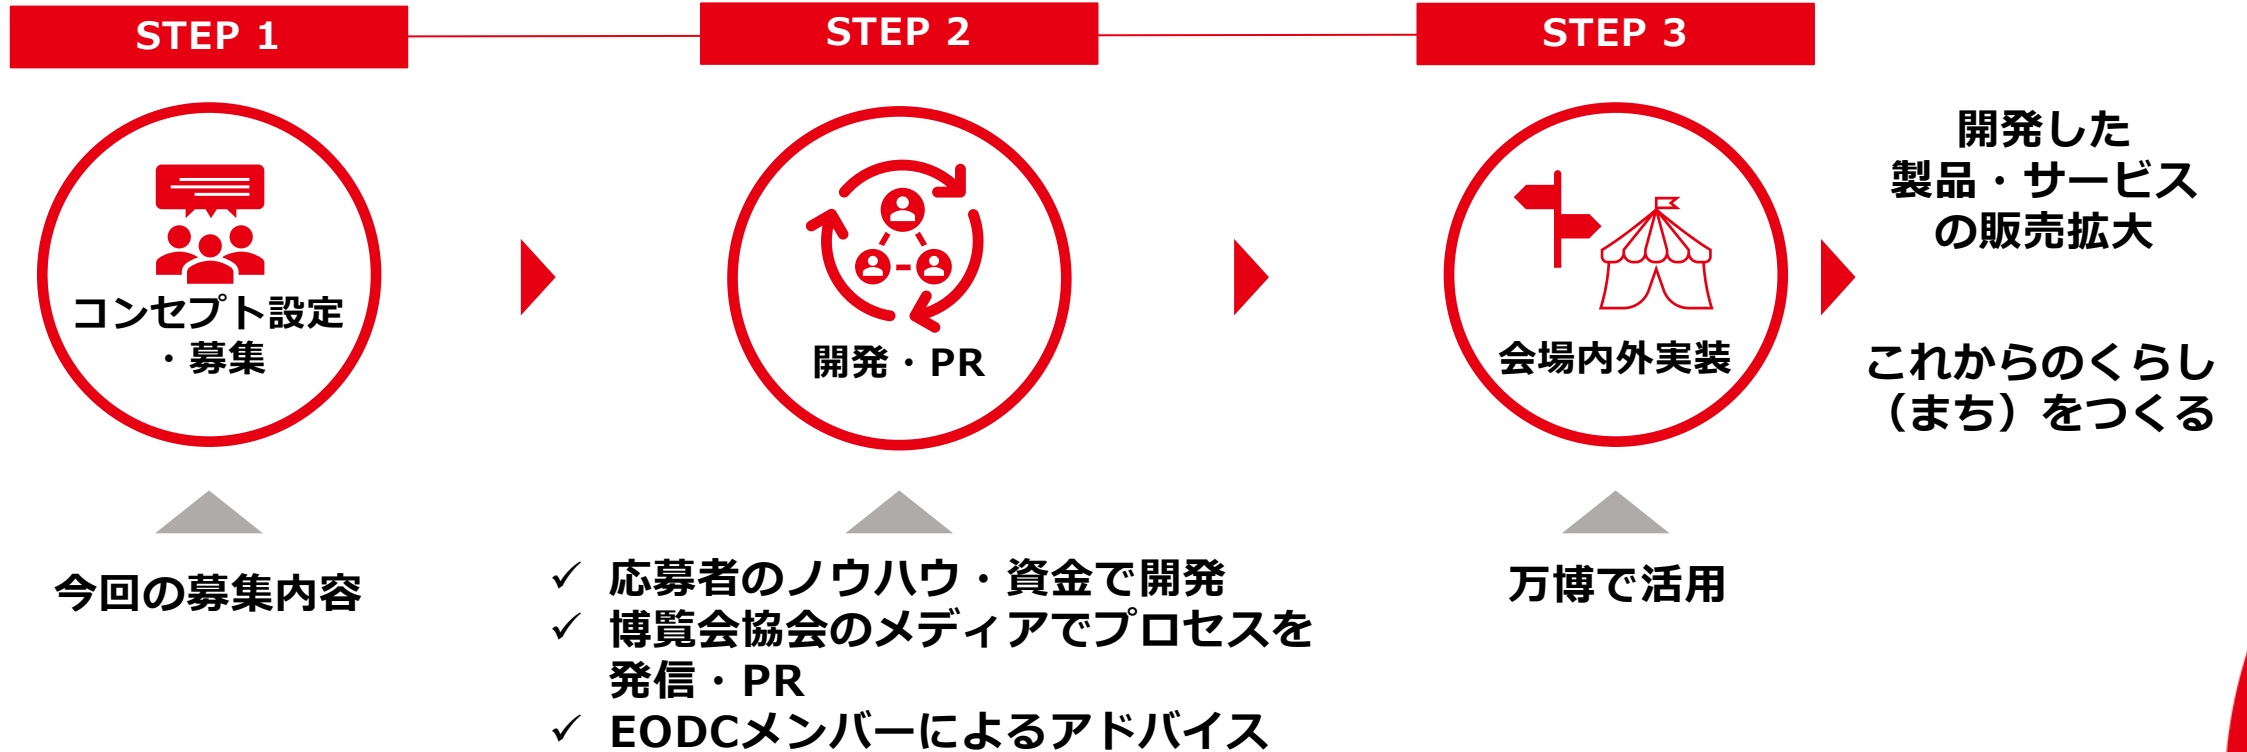 STEP 1
STEP 2
STEP 3
コンセプト設定
・募集
開発・PR
会場内外実装
開発した
製品・サービス
の販売拡大
これからのくらし
（まち）をつくる
今回の募集内容
✓ 応募者のノウハウ・資金で開発
✓ 博覧会協会のメディアでプロセスを
発信・PR
✓ EODCメンバーによるアドバイス
万博で活用